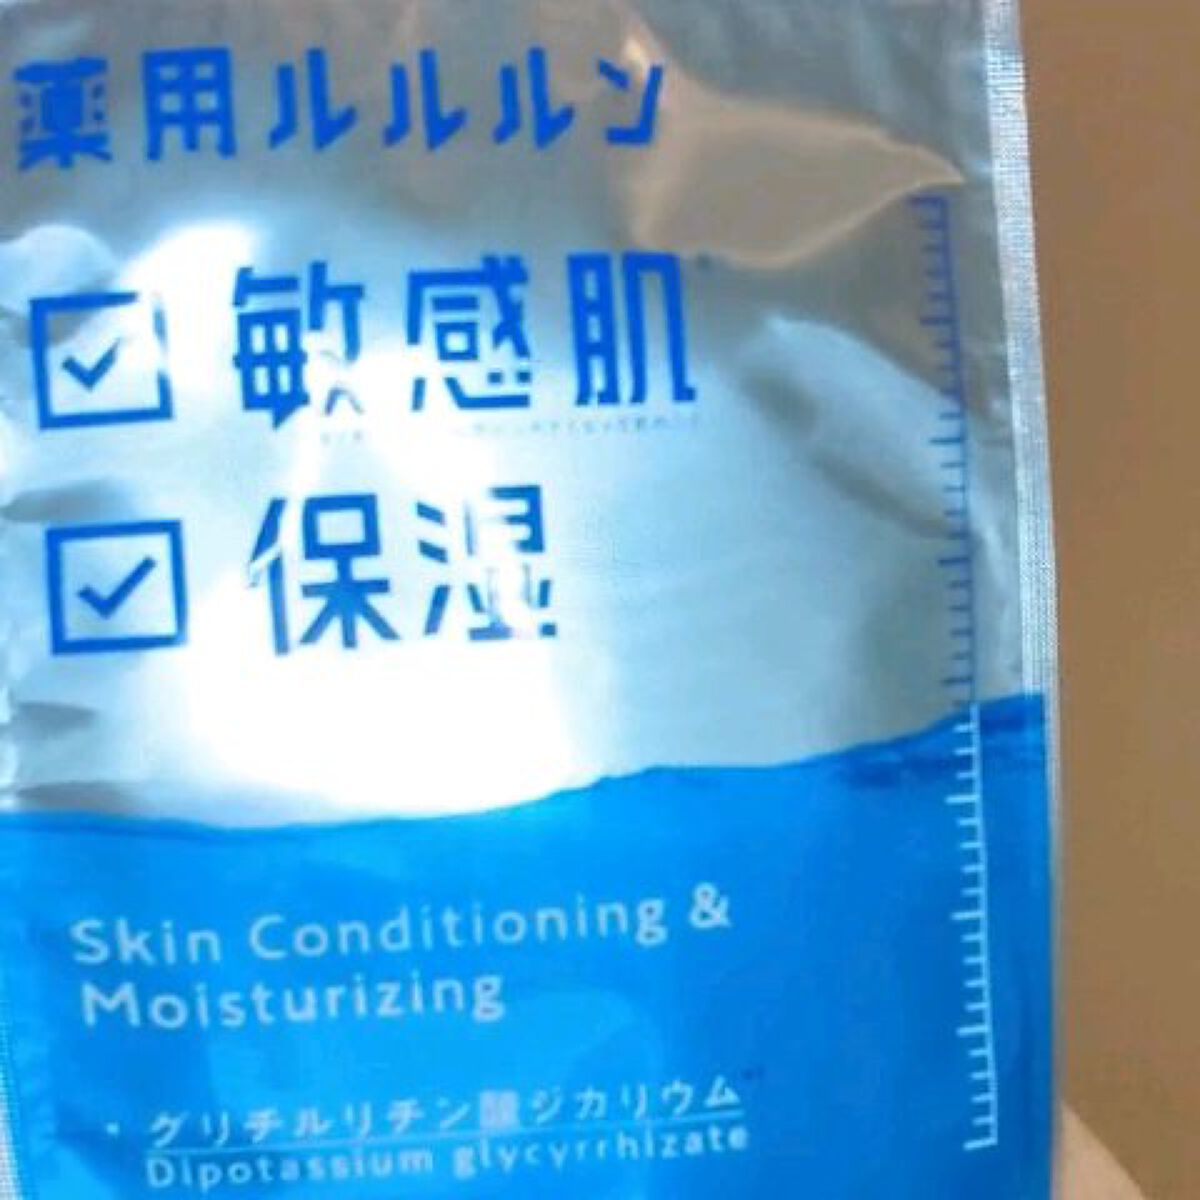 薬用ルルルン
敏感肌*
保湿
Skin Conditioning &
Moisturizing
・グリチルリチン酸ジカリウム*¹
Dipotassium glycyrrhizate